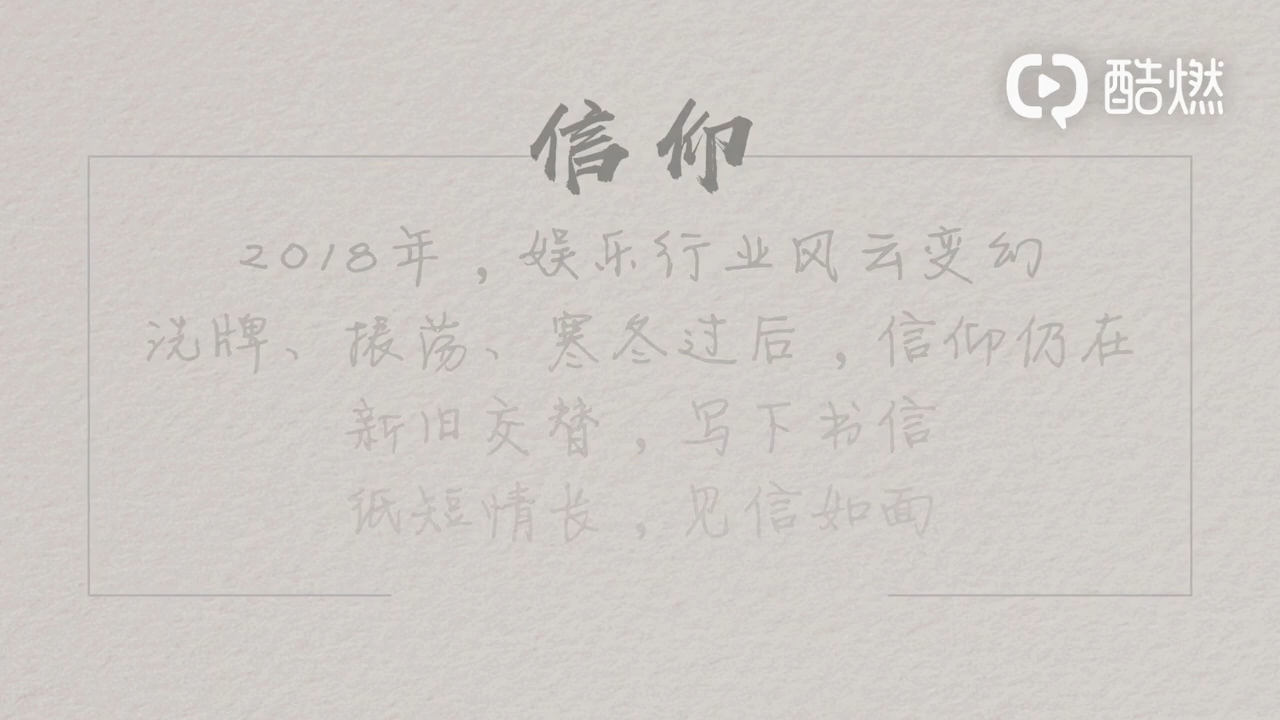 酷燃
信仰
2018年，娱乐行业风云变幻
洗牌、振荡、寒冬过后，信仰仍在
新旧交替，写下书信
纸短情长，见信如面